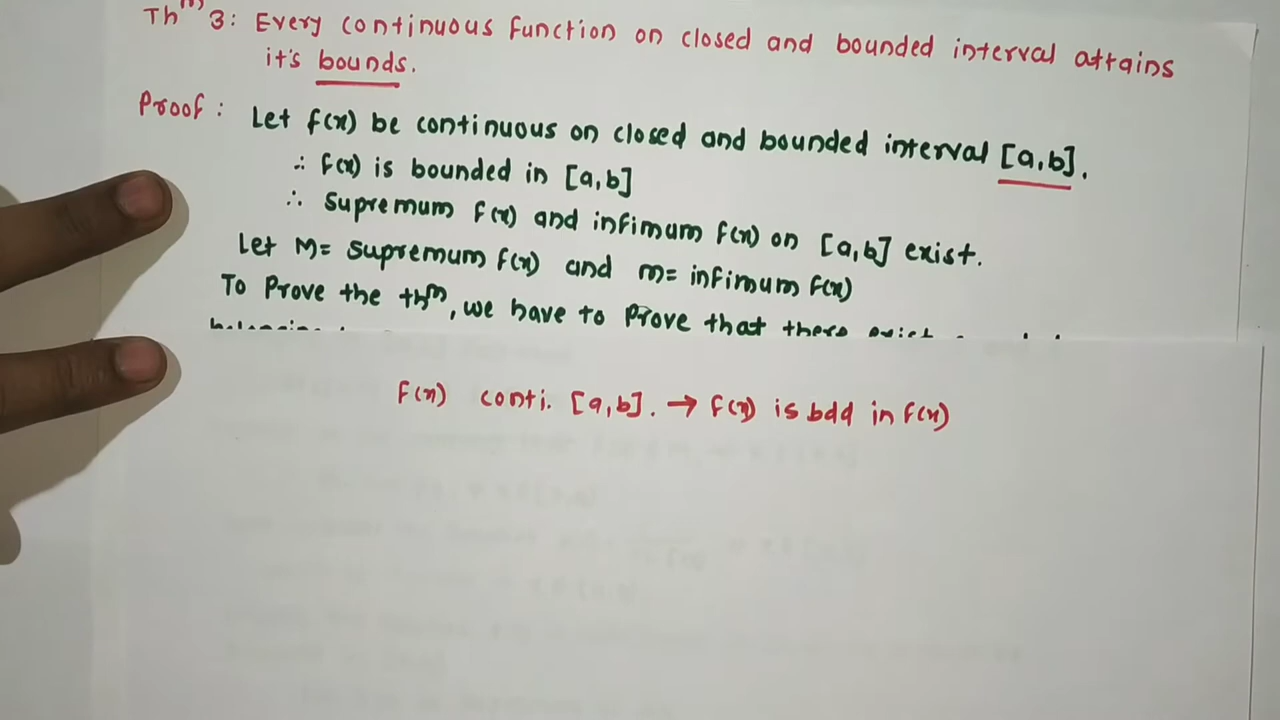 Thm 3: Every continuous function on closed and bounded interval attains
it's bounds.
Proof: Let f(x) be continuous on closed and bounded interval [a,b].
∴ f(x) is bounded in [a,b]
∴ supremum f(x) and infimum f(x) on [a,b] exist.
Let M= supremum f(x) and m= infimum f(x)
To Prove the thm, we have to prove that there exist
f(x) conti. [a,b]. → f(x) is bdd in f(x)